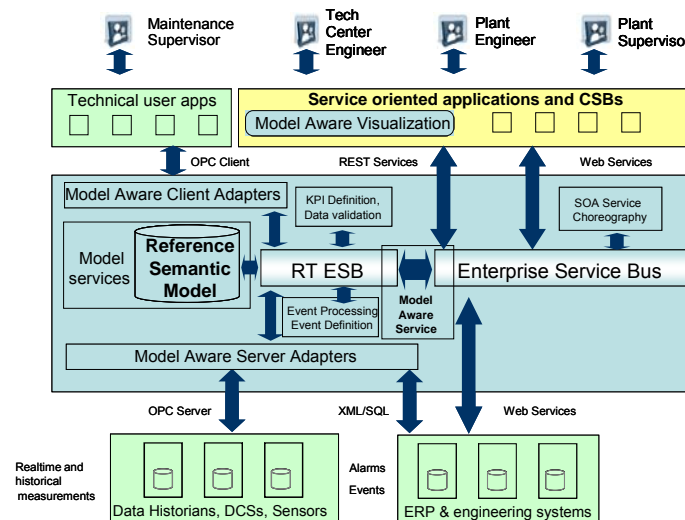 Maintenance
Supervisor
Tech
Center
Engineer
Plant
Engineer
Plant
Superviso
Technical user apps
Service oriented applications and CSBs
Model Aware Visualization
OPC Client
REST Services
Web Services
Model Aware Client Adapters
KPI Definition,
Data validation
SOA Service
Choreography
Model
services
Reference
Semantic
Model
RT ESB
Enterprise Service Bus
Model
Aware
Service
Event Processing
Event Definition
Model Aware Server Adapters
OPC Server
XML/SQL
Web Services
Realtime and
historical
measurements
Data Historians, DCSs, Sensors
Alarms
Events
ERP & engineering systems